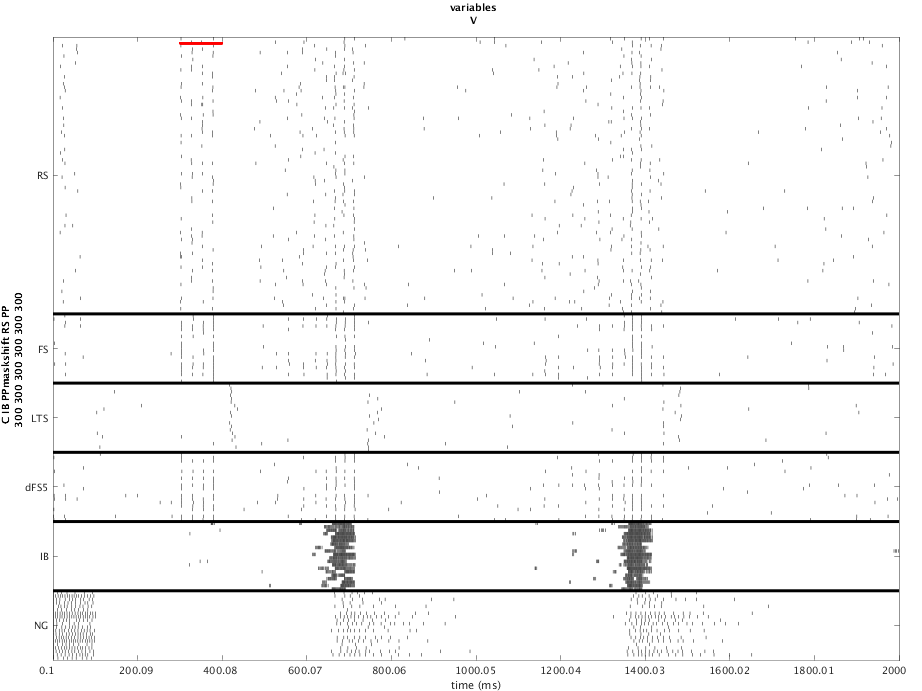 variables
V
C IB PPmaskshift RS PP
300 300 300 300 300 300
RS
FS
LTS
dFS5
IB
NG
0.1 200.09 400.08 600.07 800.06 1000.05 1200.04 1400.03 1600.02 1800.01 2000
time (ms)